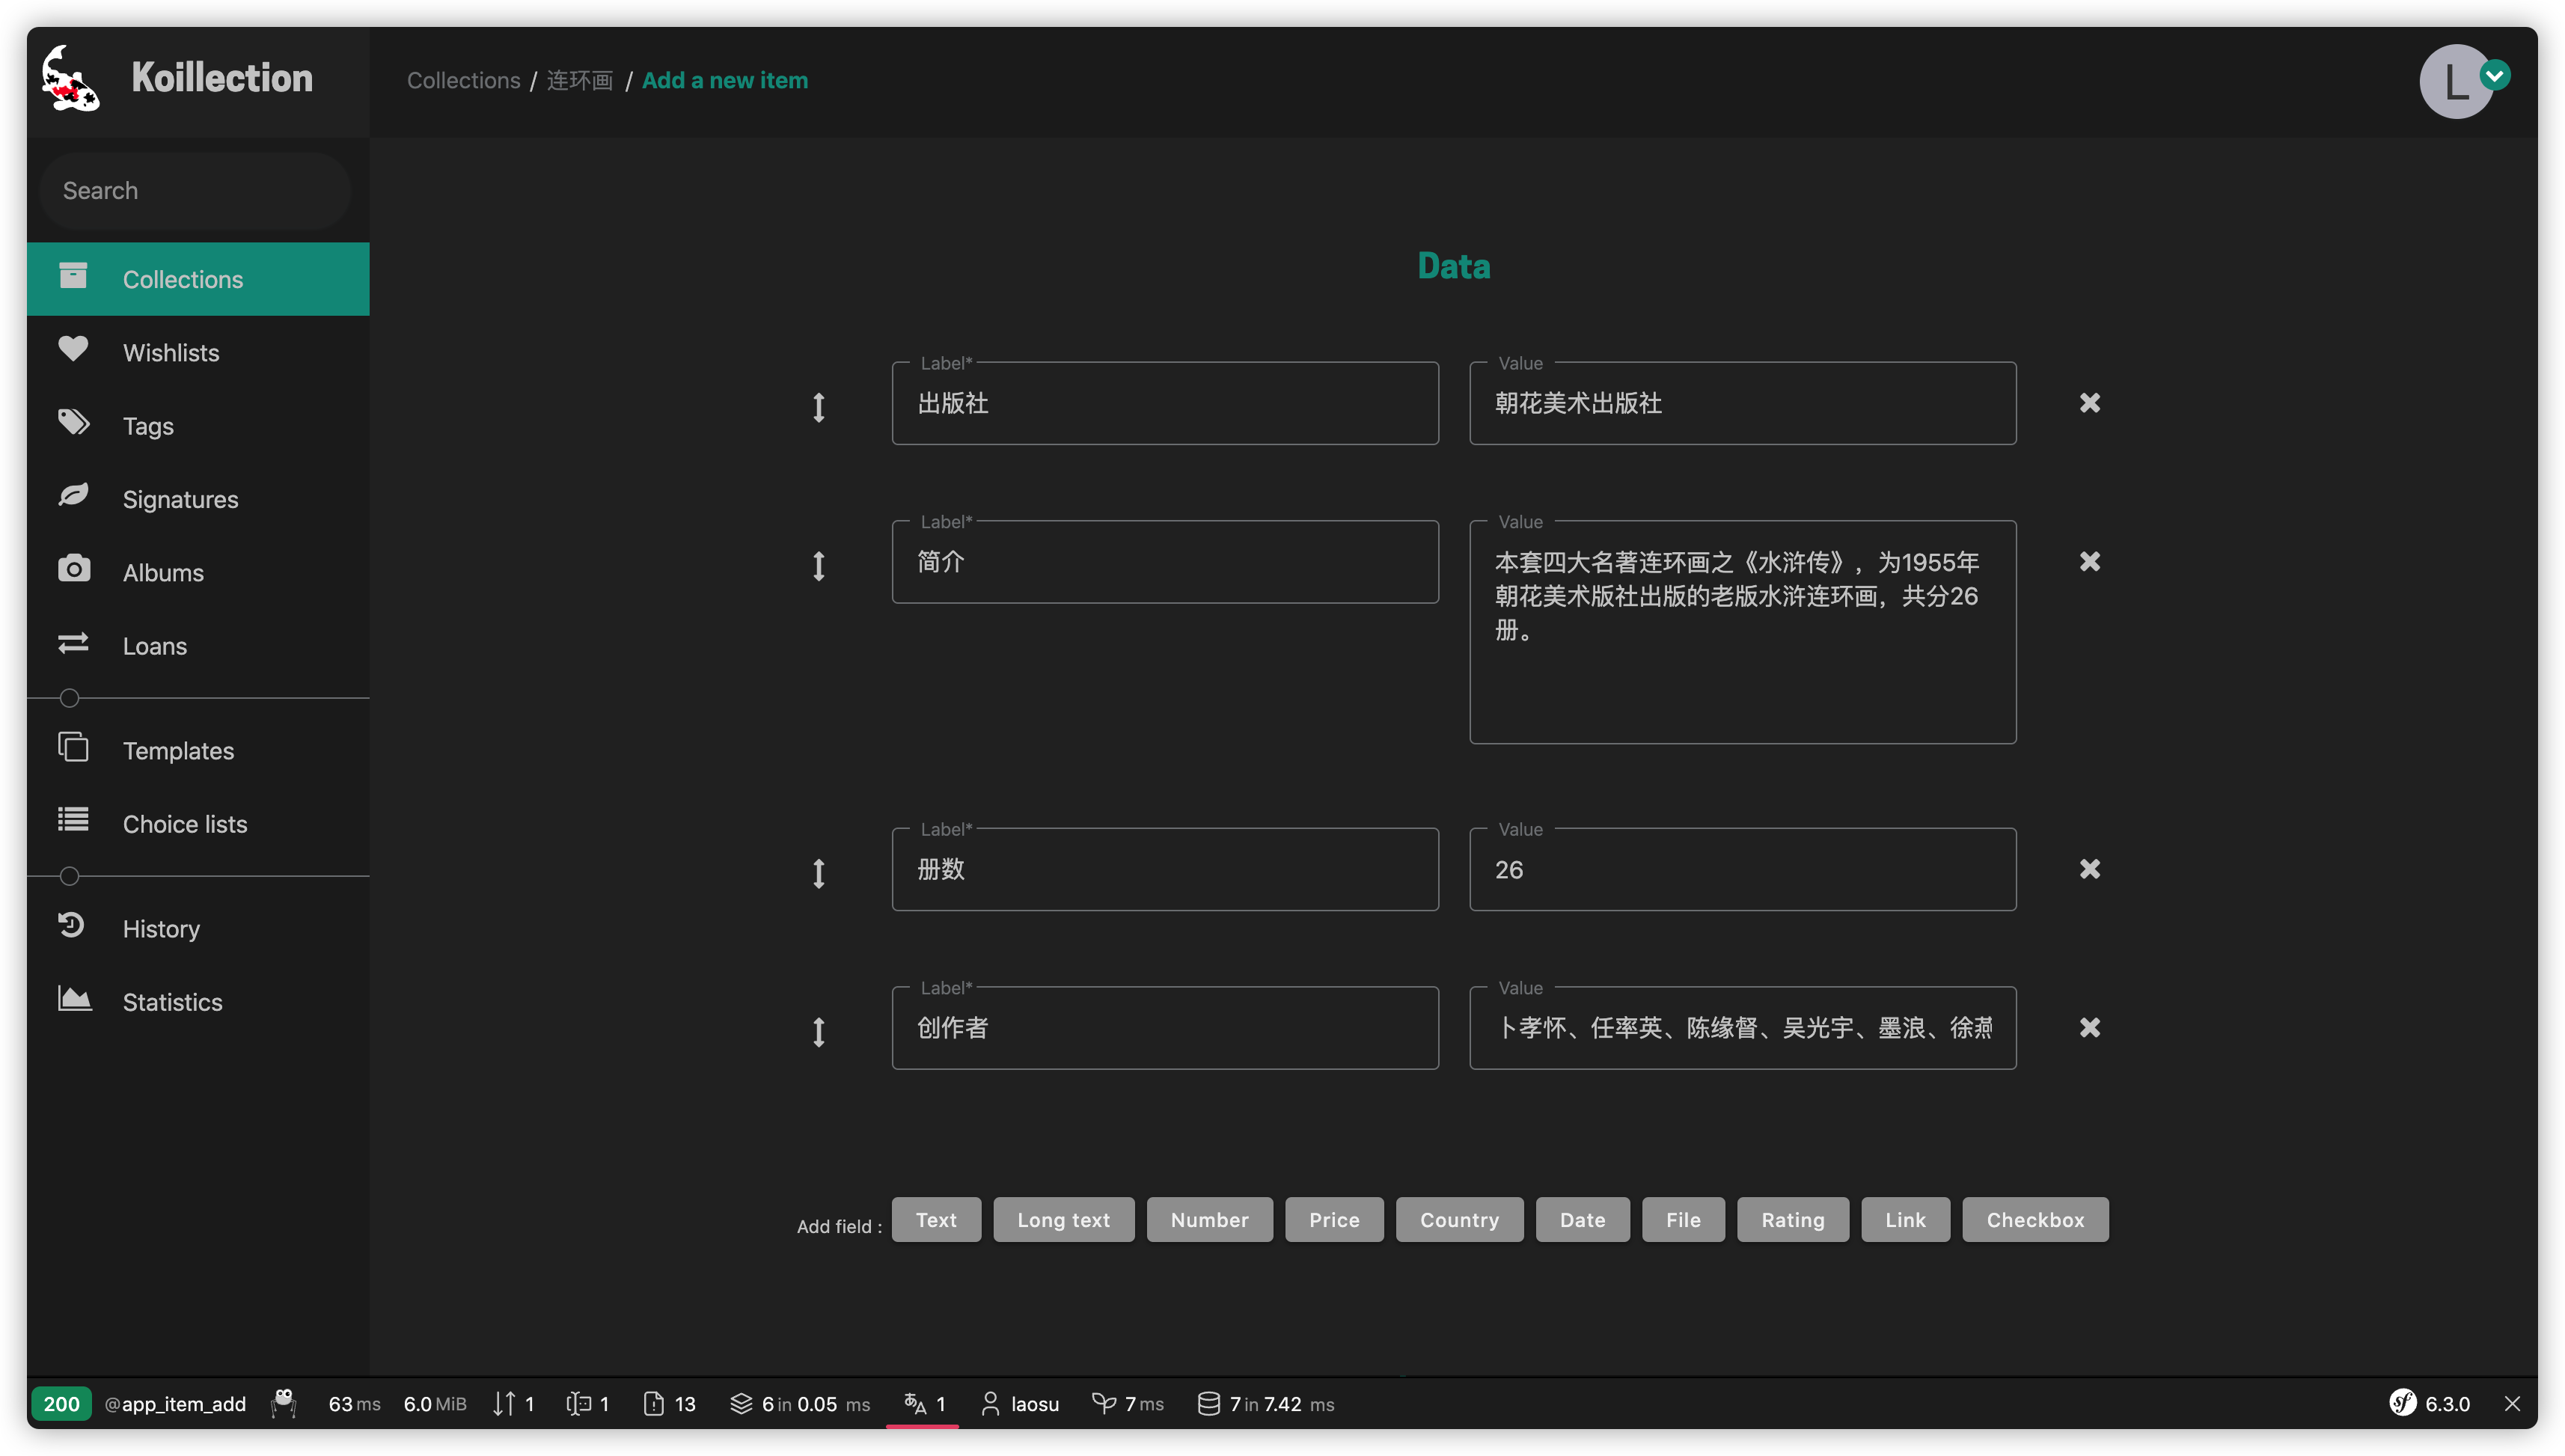 Koillection
Collections / 连环画 / Add a new item
L
Search
Collections
Wishlists
Tags
Signatures
Albums
Loans
Templates
Choice lists
History
Statistics
Data
Label*
出版社
Value
朝花美术出版社
Label*
简介
Value
本套四大名著连环画之《水浒传》，为1955年
朝花美术版社出版的老版水浒连环画，共分26
册。
Label*
册数
Value
26
Label*
创作者
Value
卜孝怀、任率英、陈缘督、吴光宇、墨浪、徐燕
Add field : Text Long text Number Price Country Date File Rating Link Checkbox
200 @app_item_add 63 ms 6.0 MiB 1 1 13 6 in 0.05 ms 1 laosu 7 ms 7 in 7.42 ms sf 6.3.0